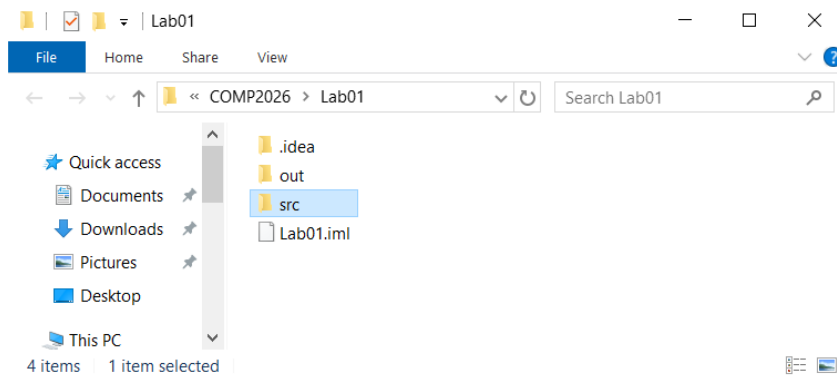 Lab01
File Home Share View
« COMP2026 > Lab01 Search Lab01
Quick access
Documents
Downloads
Pictures
Desktop
This PC
.idea
out
src
Lab01.iml
4 items 1 item selected